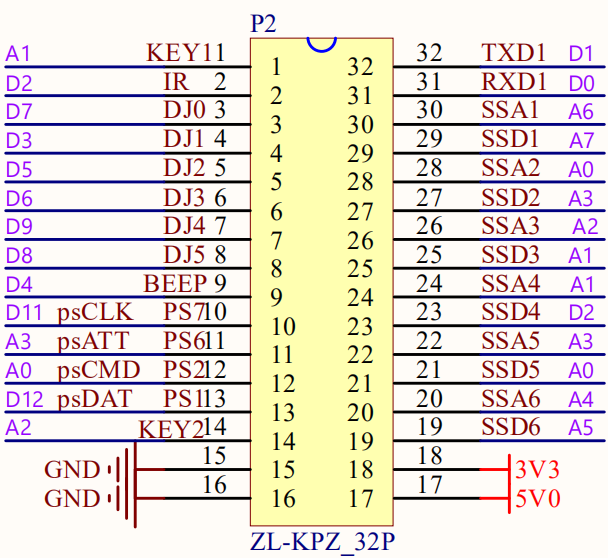 P2
A1 KEY1 1 1 32 32 TXD1 D1
D2 IR 2 2 31 31 RXD1 D0
D7 DJ0 3 3 30 30 SSA1 A6
D3 DJ1 4 4 29 29 SSD1 A7
D5 DJ2 5 5 28 28 SSA2 A0
D6 DJ3 6 6 27 27 SSD2 A3
D9 DJ4 7 7 26 26 SSA3 A2
D8 DJ5 8 8 25 25 SSD3 A1
D4 BEEP 9 9 24 24 SSA4 A1
D11 psCLK PS7 10 10 23 23 SSD4 D2
A3 psATT PS6 11 11 22 22 SSA5 A3
A0 psCMD PS2 12 12 21 21 SSD5 A0
D12 psDAT PS1 13 13 20 20 SSA6 A4
A2 KEY2 14 14 19 19 SSD6 A5
GND 15 15 18 18 3V3
GND 16 16 17 17 5V0
ZL-KPZ_32P